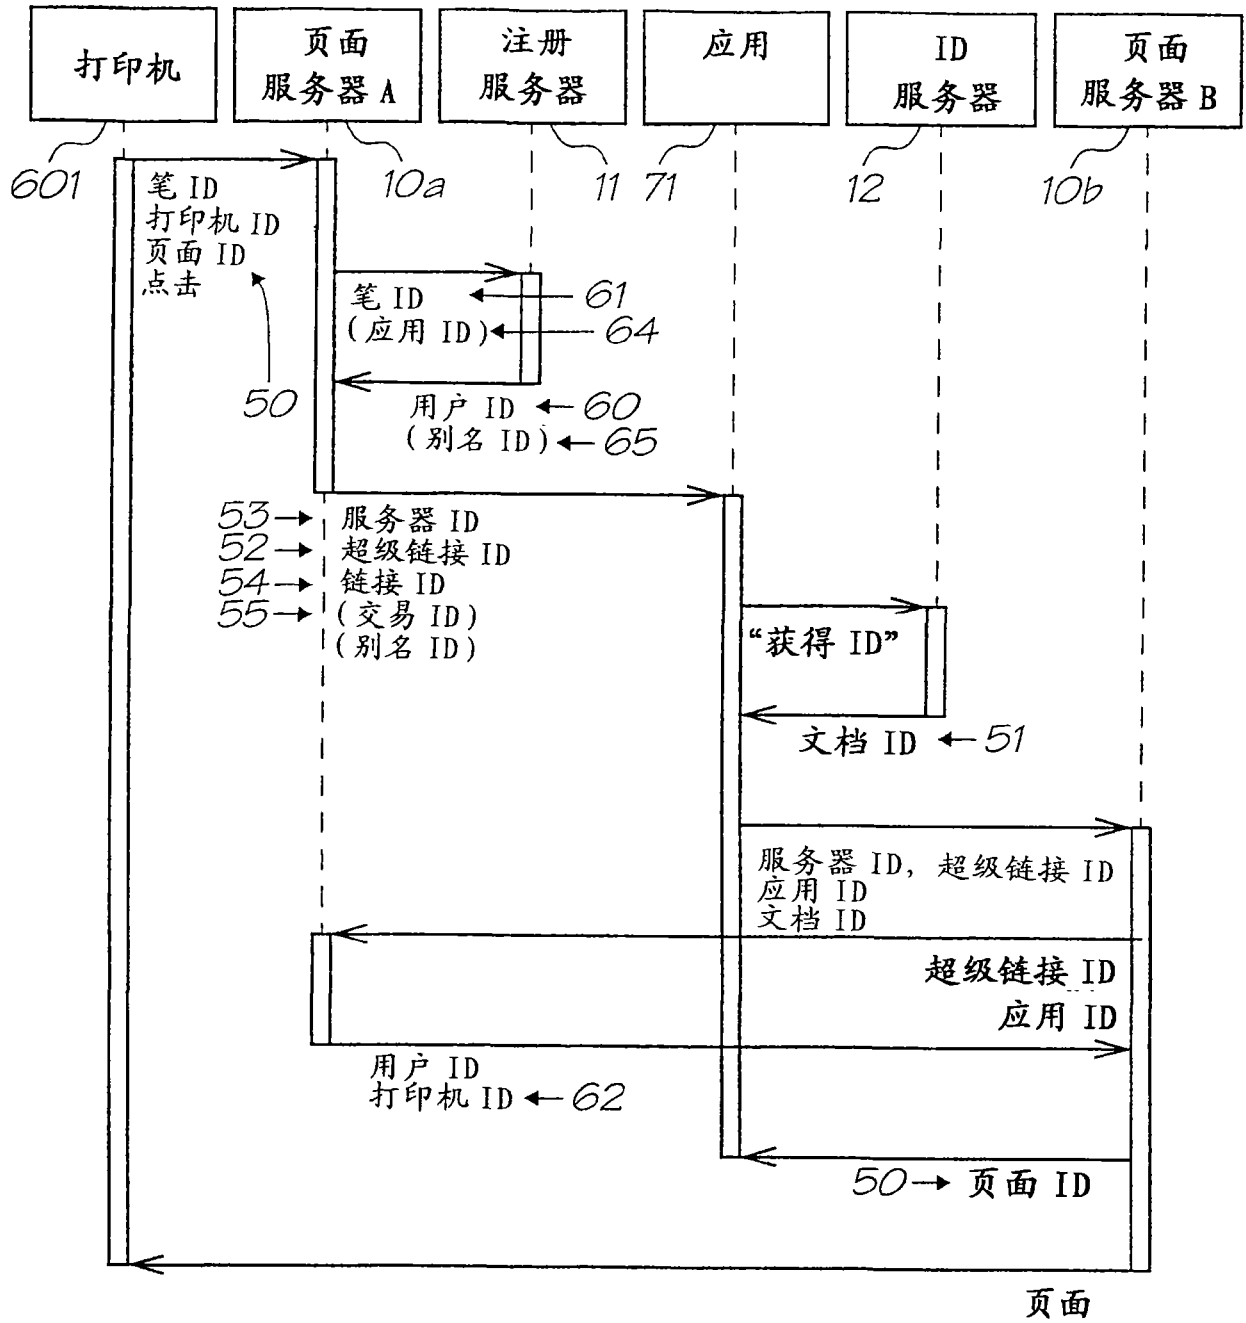 打印机
页面
服务器 A
注册
服务器
应用
ID
服务器
页面
服务器 B
601
10a
11
71
12
10b
笔 ID
打印机 ID
页面 ID
点击
50
笔 ID
61
(应用 ID)
64
用户 ID
60
(别名 ID)
65
53
服务器 ID
52
超级链接 ID
54
链接 ID
55
(交易 ID)
(别名 ID)
“获得 ID”
文档 ID
51
服务器 ID, 超级链接 ID
应用 ID
文档 ID
超级链接 ID
应用 ID
用户 ID
打印机 ID
62
50
页面 ID
页面